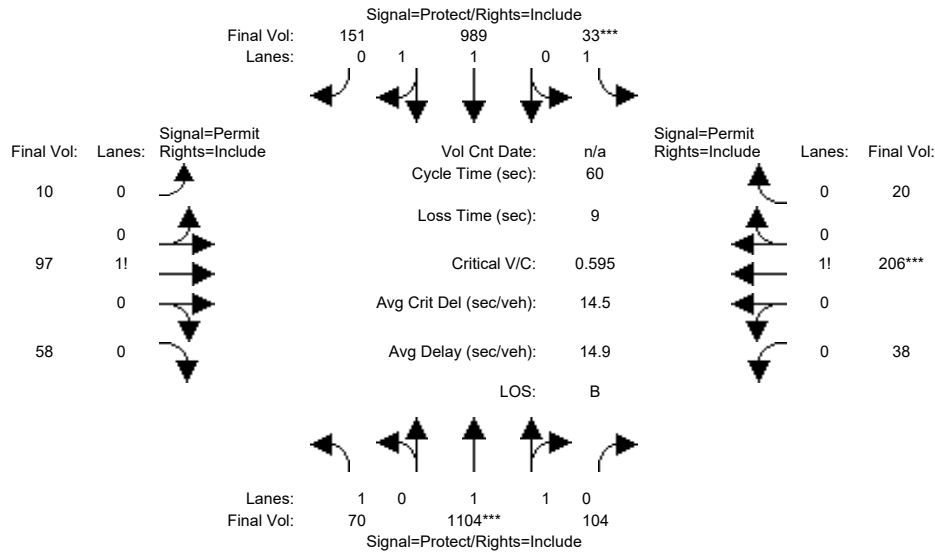 Signal=Protect/Rights=Include
Final Vol: 151 989 33***
Lanes: 0 1 1 0 1
Signal=Permit
Final Vol: Lanes: Rights=Include
Vol Cnt Date: n/a
Signal=Permit
Rights=Include Lanes: Final Vol:
Cycle Time (sec): 60
10 0
0 20
Loss Time (sec): 9
0
0
97 1!
Critical V/C: 0.595
1! 206***
0
Avg Crit Del (sec/veh): 14.5
0
58 0
Avg Delay (sec/veh): 14.9
0 38
LOS: B
Lanes: 1 0 1 1 0
Final Vol: 70 1104*** 104
Signal=Protect/Rights=Include